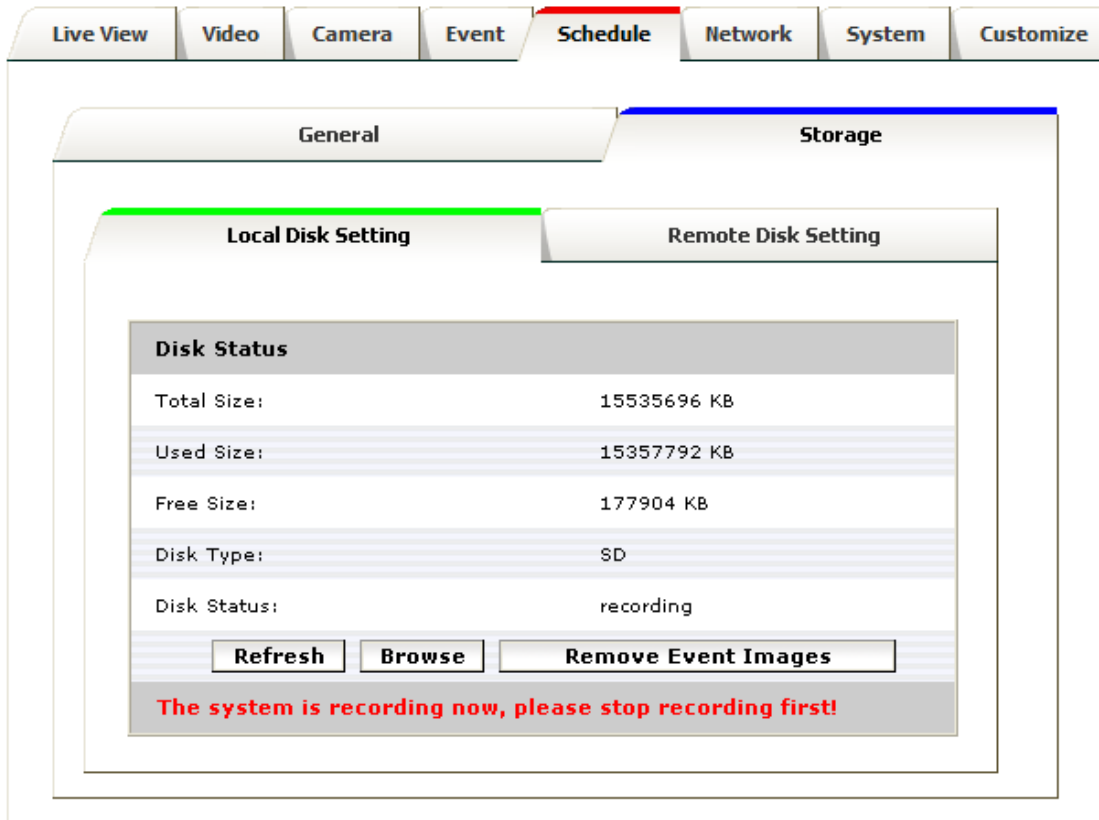 Live View Video Camera Event Schedule Network System Customize
General Storage
Local Disk Setting Remote Disk Setting
Disk Status
Total Size: 15535696 KB
Used Size: 15357792 KB
Free Size: 177904 KB
Disk Type: SD
Disk Status: recording
Refresh Browse Remove Event Images
The system is recording now, please stop recording first!